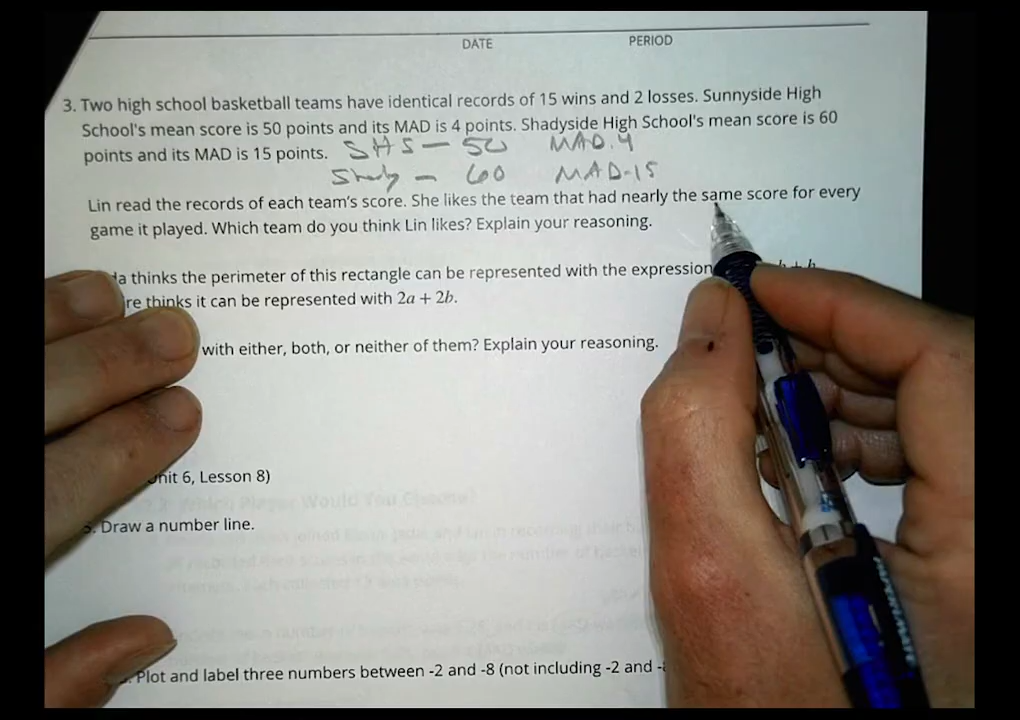 DATE PERIOD
3. Two high school basketball teams have identical records of 15 wins and 2 losses. Sunnyside High
School's mean score is 50 points and its MAD is 4 points. Shadyside High School's mean score is 60
points and its MAD is 15 points. SHS — 50 MAD. 4
Shady — 60 MAD-15
Lin read the records of each team's score. She likes the team that had nearly the same score for every
game it played. Which team do you think Lin likes? Explain your reasoning.
thinks the perimeter of this rectangle can be represented with the expression
re thinks it can be represented with 2a + 2b.
with either, both, or neither of them? Explain your reasoning.
nit 6, Lesson 8)
5. Draw a number line.
Plot and label three numbers between -2 and -8 (not including -2 and
PAPERMATE